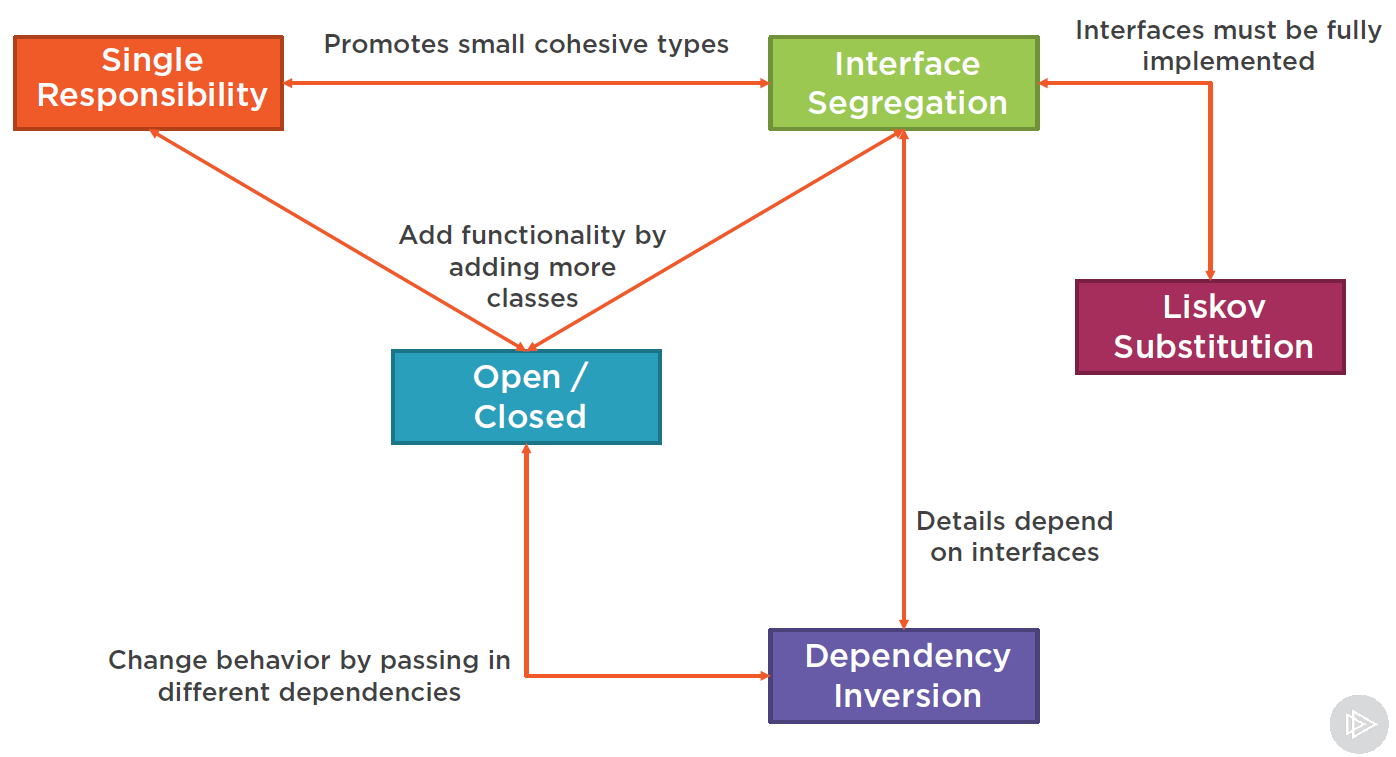 Single
Responsibility
Promotes small cohesive types
Interface
Segregation
Interfaces must be fully
implemented
Add functionality by
adding more
classes
Liskov
Substitution
Open /
Closed
Details depend
on interfaces
Change behavior by passing in
different dependencies
Dependency
Inversion